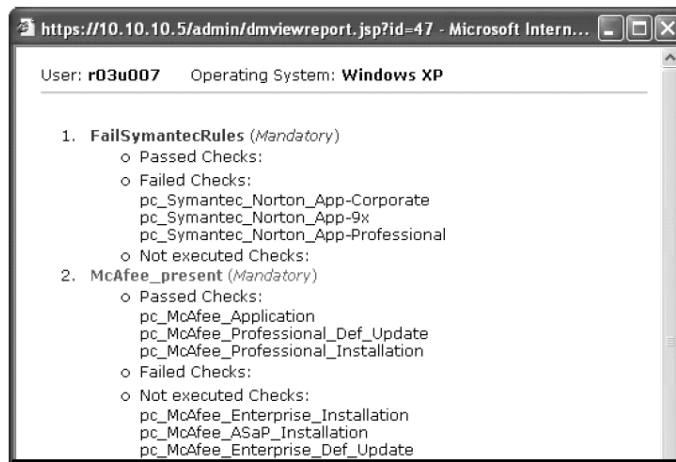 https://10.10.10.5/admin/dmviewreport.jsp?id=47 - Microsoft Intern...
User: r03u007 Operating System: Windows XP
1. FailSymantecRules (Mandatory)
o Passed Checks:
o Failed Checks:
pc_Symantec_Norton_App-Corporate
pc_Symantec_Norton_App-9x
pc_Symantec_Norton_App-Professional
o Not executed Checks:
2. McAfee_present (Mandatory)
o Passed Checks:
pc_McAfee_Application
pc_McAfee_Professional_Def_Update
pc_McAfee_Professional_Installation
o Failed Checks:
o Not executed Checks:
pc_McAfee_Enterprise_Installation
pc_McAfee_ASaP_Installation
pc_McAfee_Enterprise_Def_Update